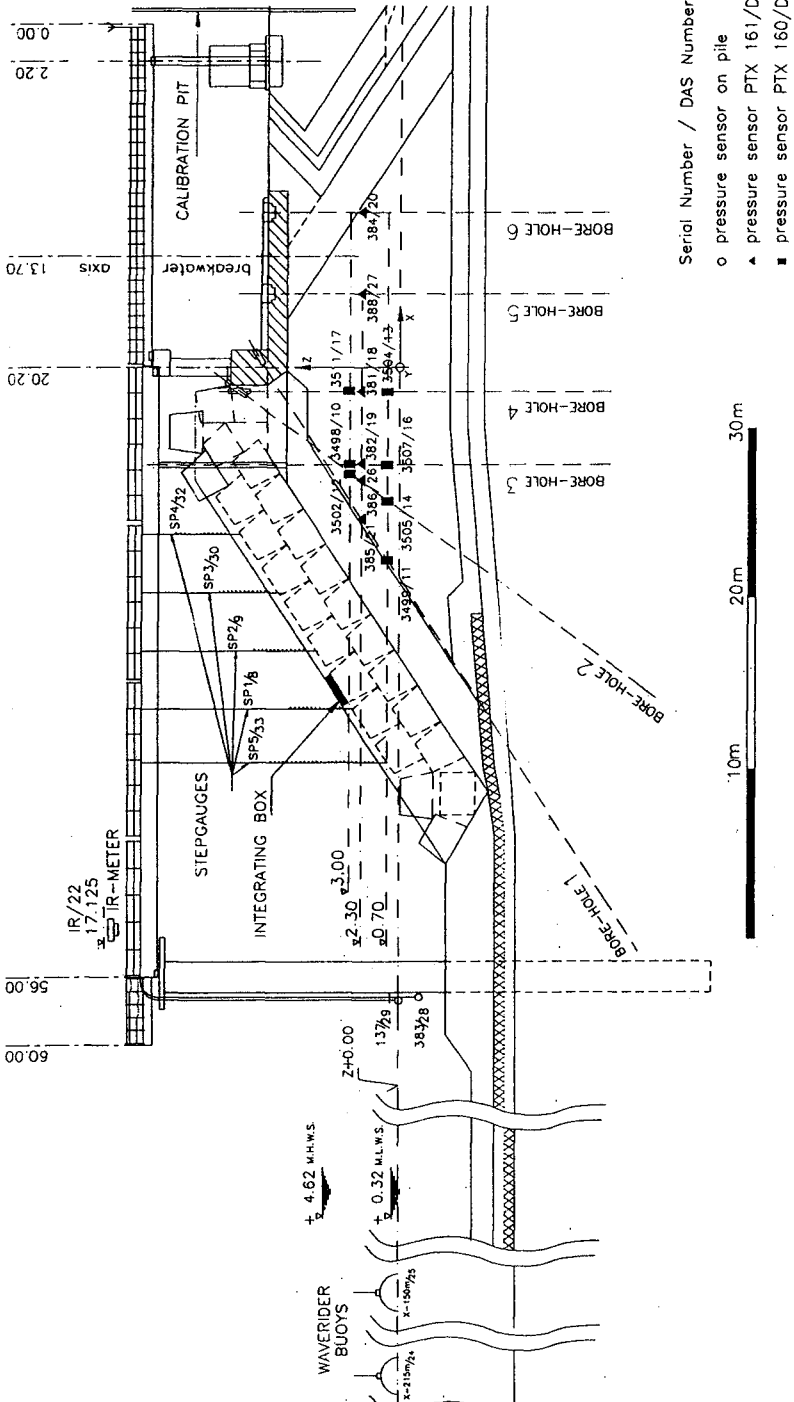 0.00
2.20
CALIBRATION PIT
13.70
breakwater axis
20.20
56.00
60.00
IR/22
17.125
IR-METER
STEPGAUGES
SP4/32
SP3/30
SP2/9
SP1/8
SP5/33
INTEGRATING BOX
3.00
2.30
0.70
Z
X
Y
3511/17
381/18
3504/13
3498/10
382/19
3507/16
3502/12
386/26
3505/14
385/21
3499/11
388/27
384/20
BORE-HOLE 6
BORE-HOLE 5
BORE-HOLE 4
BORE-HOLE 3
BORE-HOLE 2
BORE-HOLE 1
137/29
383/28
Z+0.00
+ 4.62 M.H.W.S.
+ 0.32 M.L.W.S.
WAVERIDER
BUOYS
X-150m/25
X-215m/24
10m
20m
30m
Serial Number / DAS Number
o pressure sensor on pile
▲ pressure sensor PTX 161/D
■ pressure sensor PTX 160/D